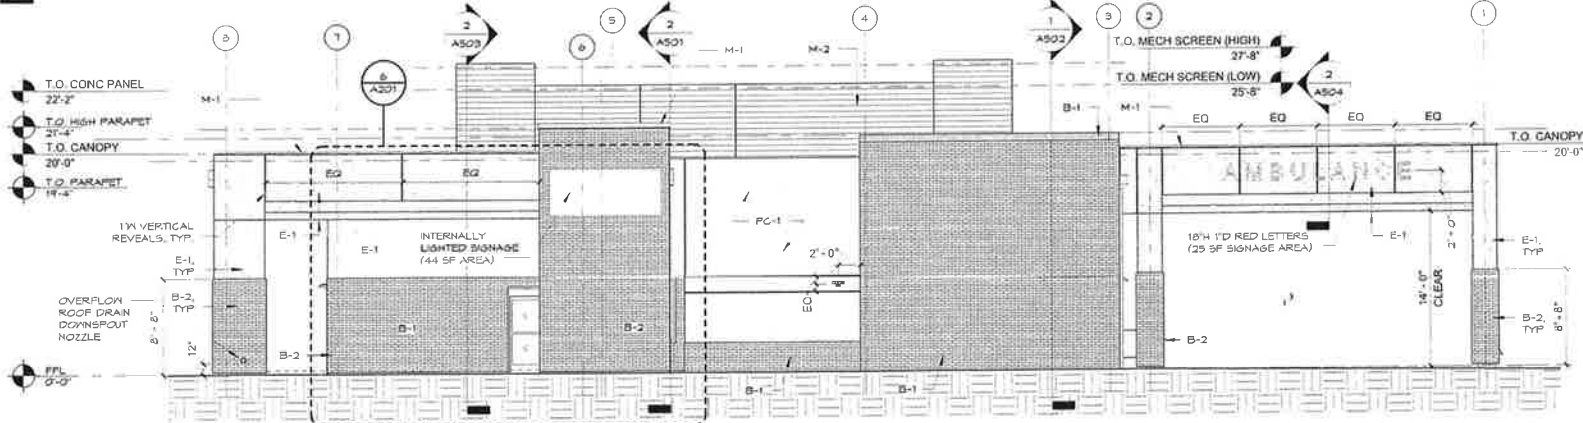 2
A503
5
2
A501
M-1
4
M-2
1
A502
3
2
1
7
6
6
A201
T.O. MECH SCREEN (HIGH)
27'-8"
T.O. MECH SCREEN (LOW)
25'-8"
2
A504
T.O. CONC PANEL
22'-2"
M-1
T.O. HIGH PARAPET
21'-4"
T.O. CANOPY
20'-0"
T.O. PARAPET
19'-4"
B-1
M-1
EQ
EQ
EQ
EQ
T.O. CANOPY
20'-0"
EQ
EQ
AMBULANCE
VERTICAL
REVEALS, TYP.
E-1
E-1
INTERNALLY
LIGHTED SIGNAGE
(44 SF AREA)
PC-1
2'-0"
EQ
18"H 1"D RED LETTERS
(25 SF SIGNAGE AREA)
E-1
2'-0"
E-1,
TYP
E-1,
TYP
B-2,
TYP
OVERFLOW
ROOF DRAIN
DOWNSPOUT
NOZZLE
8'-8"
12"
B-1
B-2
B-2
14'-0"
CLEAR
B-2
B-2,
TYP
8'-8"
FFL
0'-0"
B-1
B-1